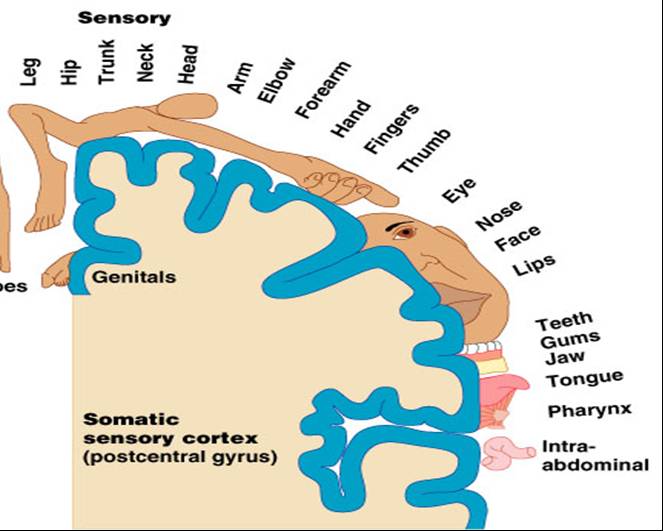 Sensory
Leg
Hip
Trunk
Neck
Head
Arm
Elbow
Forearm
Hand
Fingers
Thumb
Eye
Nose
Face
Lips
Teeth
Gums
Jaw
Tongue
Pharynx
Intra-
abdominal
Genitals
Somatic
sensory cortex
(postcentral gyrus)